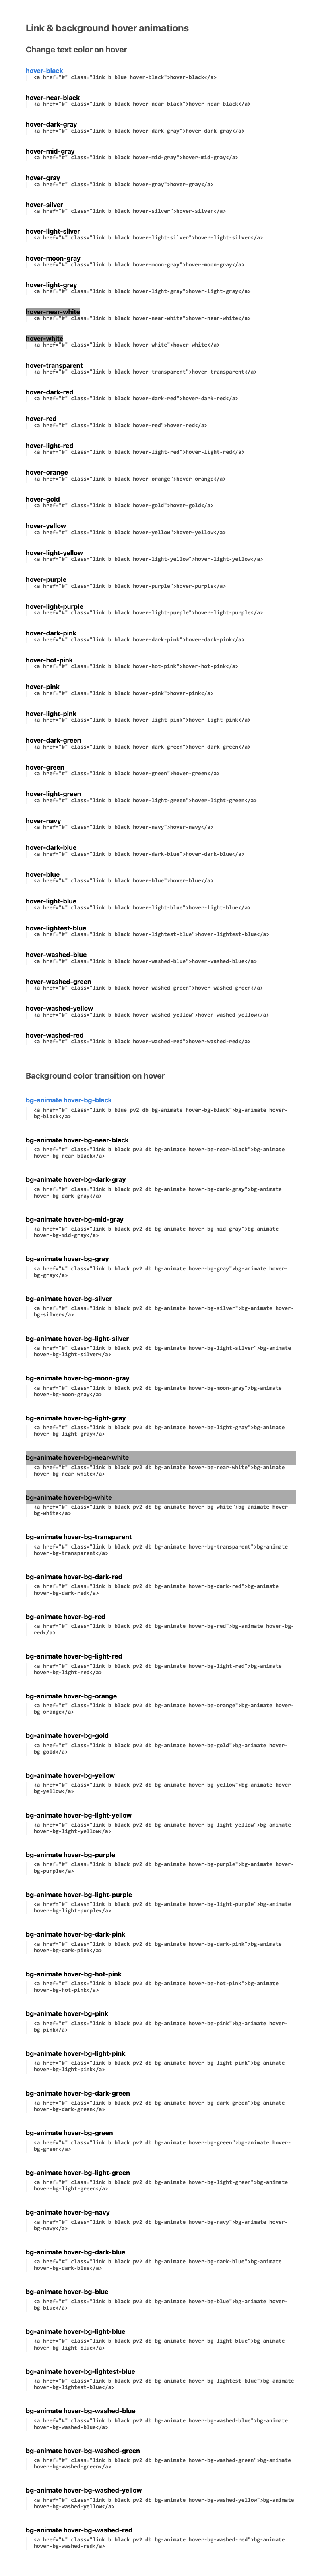 Link & background hover animations
Change text color on hover
hover-black
<a href="#" class="link b blue hover-black">hover-black</a>
hover-near-black
<a href="#" class="link b black hover-near-black">hover-near-black</a>
hover-dark-gray
<a href="#" class="link b black hover-dark-gray">hover-dark-gray</a>
hover-mid-gray
<a href="#" class="link b black hover-mid-gray">hover-mid-gray</a>
hover-gray
<a href="#" class="link b black hover-gray">hover-gray</a>
hover-silver
<a href="#" class="link b black hover-silver">hover-silver</a>
hover-light-silver
<a href="#" class="link b black hover-light-silver">hover-light-silver</a>
hover-moon-gray
<a href="#" class="link b black hover-moon-gray">hover-moon-gray</a>
hover-light-gray
<a href="#" class="link b black hover-light-gray">hover-light-gray</a>
hover-near-white
<a href="#" class="link b black hover-near-white">hover-near-white</a>
hover-white
<a href="#" class="link b black hover-white">hover-white</a>
hover-transparent
<a href="#" class="link b black hover-transparent">hover-transparent</a>
hover-dark-red
<a href="#" class="link b black hover-dark-red">hover-dark-red</a>
hover-red
<a href="#" class="link b black hover-red">hover-red</a>
hover-light-red
<a href="#" class="link b black hover-light-red">hover-light-red</a>
hover-orange
<a href="#" class="link b black hover-orange">hover-orange</a>
hover-gold
<a href="#" class="link b black hover-gold">hover-gold</a>
hover-yellow
<a href="#" class="link b black hover-yellow">hover-yellow</a>
hover-light-yellow
<a href="#" class="link b black hover-light-yellow">hover-light-yellow</a>
hover-purple
<a href="#" class="link b black hover-purple">hover-purple</a>
hover-light-purple
<a href="#" class="link b black hover-light-purple">hover-light-purple</a>
hover-dark-pink
<a href="#" class="link b black hover-dark-pink">hover-dark-pink</a>
hover-hot-pink
<a href="#" class="link b black hover-hot-pink">hover-hot-pink</a>
hover-pink
<a href="#" class="link b black hover-pink">hover-pink</a>
hover-light-pink
<a href="#" class="link b black hover-light-pink">hover-light-pink</a>
hover-dark-green
<a href="#" class="link b black hover-dark-green">hover-dark-green</a>
hover-green
<a href="#" class="link b black hover-green">hover-green</a>
hover-light-green
<a href="#" class="link b black hover-light-green">hover-light-green</a>
hover-navy
<a href="#" class="link b black hover-navy">hover-navy</a>
hover-dark-blue
<a href="#" class="link b black hover-dark-blue">hover-dark-blue</a>
hover-blue
<a href="#" class="link b black hover-blue">hover-blue</a>
hover-light-blue
<a href="#" class="link b black hover-light-blue">hover-light-blue</a>
hover-lightest-blue
<a href="#" class="link b black hover-lightest-blue">hover-lightest-blue</a>
hover-washed-blue
<a href="#" class="link b black hover-washed-blue">hover-washed-blue</a>
hover-washed-green
<a href="#" class="link b black hover-washed-green">hover-washed-green</a>
hover-washed-yellow
<a href="#" class="link b black hover-washed-yellow">hover-washed-yellow</a>
hover-washed-red
<a href="#" class="link b black hover-washed-red">hover-washed-red</a>
Background color transition on hover
bg-animate hover-bg-black
<a href="#" class="link b blue pv2 db bg-animate hover-bg-black">bg-animate hover-
bg-black</a>
bg-animate hover-bg-near-black
<a href="#" class="link b black pv2 db bg-animate hover-bg-near-black">bg-animate
hover-bg-near-black</a>
bg-animate hover-bg-dark-gray
<a href="#" class="link b black pv2 db bg-animate hover-bg-dark-gray">bg-animate
hover-bg-dark-gray</a>
bg-animate hover-bg-mid-gray
<a href="#" class="link b black pv2 db bg-animate hover-bg-mid-gray">bg-animate
hover-bg-mid-gray</a>
bg-animate hover-bg-gray
<a href="#" class="link b black pv2 db bg-animate hover-bg-gray">bg-animate hover-
bg-gray</a>
bg-animate hover-bg-silver
<a href="#" class="link b black pv2 db bg-animate hover-bg-silver">bg-animate hover-
bg-silver</a>
bg-animate hover-bg-light-silver
<a href="#" class="link b black pv2 db bg-animate hover-bg-light-silver">bg-animate
hover-bg-light-silver</a>
bg-animate hover-bg-moon-gray
<a href="#" class="link b black pv2 db bg-animate hover-bg-moon-gray">bg-animate
hover-bg-moon-gray</a>
bg-animate hover-bg-light-gray
<a href="#" class="link b black pv2 db bg-animate hover-bg-light-gray">bg-animate
hover-bg-light-gray</a>
bg-animate hover-bg-near-white
<a href="#" class="link b black pv2 db bg-animate hover-bg-near-white">bg-animate
hover-bg-near-white</a>
bg-animate hover-bg-white
<a href="#" class="link b black pv2 db bg-animate hover-bg-white">bg-animate hover-
bg-white</a>
bg-animate hover-bg-transparent
<a href="#" class="link b black pv2 db bg-animate hover-bg-transparent">bg-animate
hover-bg-transparent</a>
bg-animate hover-bg-dark-red
<a href="#" class="link b black pv2 db bg-animate hover-bg-dark-red">bg-animate
hover-bg-dark-red</a>
bg-animate hover-bg-red
<a href="#" class="link b black pv2 db bg-animate hover-bg-red">bg-animate hover-bg-
red</a>
bg-animate hover-bg-light-red
<a href="#" class="link b black pv2 db bg-animate hover-bg-light-red">bg-animate
hover-bg-light-red</a>
bg-animate hover-bg-orange
<a href="#" class="link b black pv2 db bg-animate hover-bg-orange">bg-animate hover-
bg-orange</a>
bg-animate hover-bg-gold
<a href="#" class="link b black pv2 db bg-animate hover-bg-gold">bg-animate hover-
bg-gold</a>
bg-animate hover-bg-yellow
<a href="#" class="link b black pv2 db bg-animate hover-bg-yellow">bg-animate hover-
bg-yellow</a>
bg-animate hover-bg-light-yellow
<a href="#" class="link b black pv2 db bg-animate hover-bg-light-yellow">bg-animate
hover-bg-light-yellow</a>
bg-animate hover-bg-purple
<a href="#" class="link b black pv2 db bg-animate hover-bg-purple">bg-animate hover-
bg-purple</a>
bg-animate hover-bg-light-purple
<a href="#" class="link b black pv2 db bg-animate hover-bg-light-purple">bg-animate
hover-bg-light-purple</a>
bg-animate hover-bg-dark-pink
<a href="#" class="link b black pv2 db bg-animate hover-bg-dark-pink">bg-animate
hover-bg-dark-pink</a>
bg-animate hover-bg-hot-pink
<a href="#" class="link b black pv2 db bg-animate hover-bg-hot-pink">bg-animate
hover-bg-hot-pink</a>
bg-animate hover-bg-pink
<a href="#" class="link b black pv2 db bg-animate hover-bg-pink">bg-animate hover-
bg-pink</a>
bg-animate hover-bg-light-pink
<a href="#" class="link b black pv2 db bg-animate hover-bg-light-pink">bg-animate
hover-bg-light-pink</a>
bg-animate hover-bg-dark-green
<a href="#" class="link b black pv2 db bg-animate hover-bg-dark-green">bg-animate
hover-bg-dark-green</a>
bg-animate hover-bg-green
<a href="#" class="link b black pv2 db bg-animate hover-bg-green">bg-animate hover-
bg-green</a>
bg-animate hover-bg-light-green
<a href="#" class="link b black pv2 db bg-animate hover-bg-light-green">bg-animate
hover-bg-light-green</a>
bg-animate hover-bg-navy
<a href="#" class="link b black pv2 db bg-animate hover-bg-navy">bg-animate hover-
bg-navy</a>
bg-animate hover-bg-dark-blue
<a href="#" class="link b black pv2 db bg-animate hover-bg-dark-blue">bg-animate
hover-bg-dark-blue</a>
bg-animate hover-bg-blue
<a href="#" class="link b black pv2 db bg-animate hover-bg-blue">bg-animate hover-
bg-blue</a>
bg-animate hover-bg-light-blue
<a href="#" class="link b black pv2 db bg-animate hover-bg-light-blue">bg-animate
hover-bg-light-blue</a>
bg-animate hover-bg-lightest-blue
<a href="#" class="link b black pv2 db bg-animate hover-bg-lightest-blue">bg-animate
hover-bg-lightest-blue</a>
bg-animate hover-bg-washed-blue
<a href="#" class="link b black pv2 db bg-animate hover-bg-washed-blue">bg-animate
hover-bg-washed-blue</a>
bg-animate hover-bg-washed-green
<a href="#" class="link b black pv2 db bg-animate hover-bg-washed-green">bg-animate
hover-bg-washed-green</a>
bg-animate hover-bg-washed-yellow
<a href="#" class="link b black pv2 db bg-animate hover-bg-washed-yellow">bg-animate
hover-bg-washed-yellow</a>
bg-animate hover-bg-washed-red
<a href="#" class="link b black pv2 db bg-animate hover-bg-washed-red">bg-animate
hover-bg-washed-red</a>